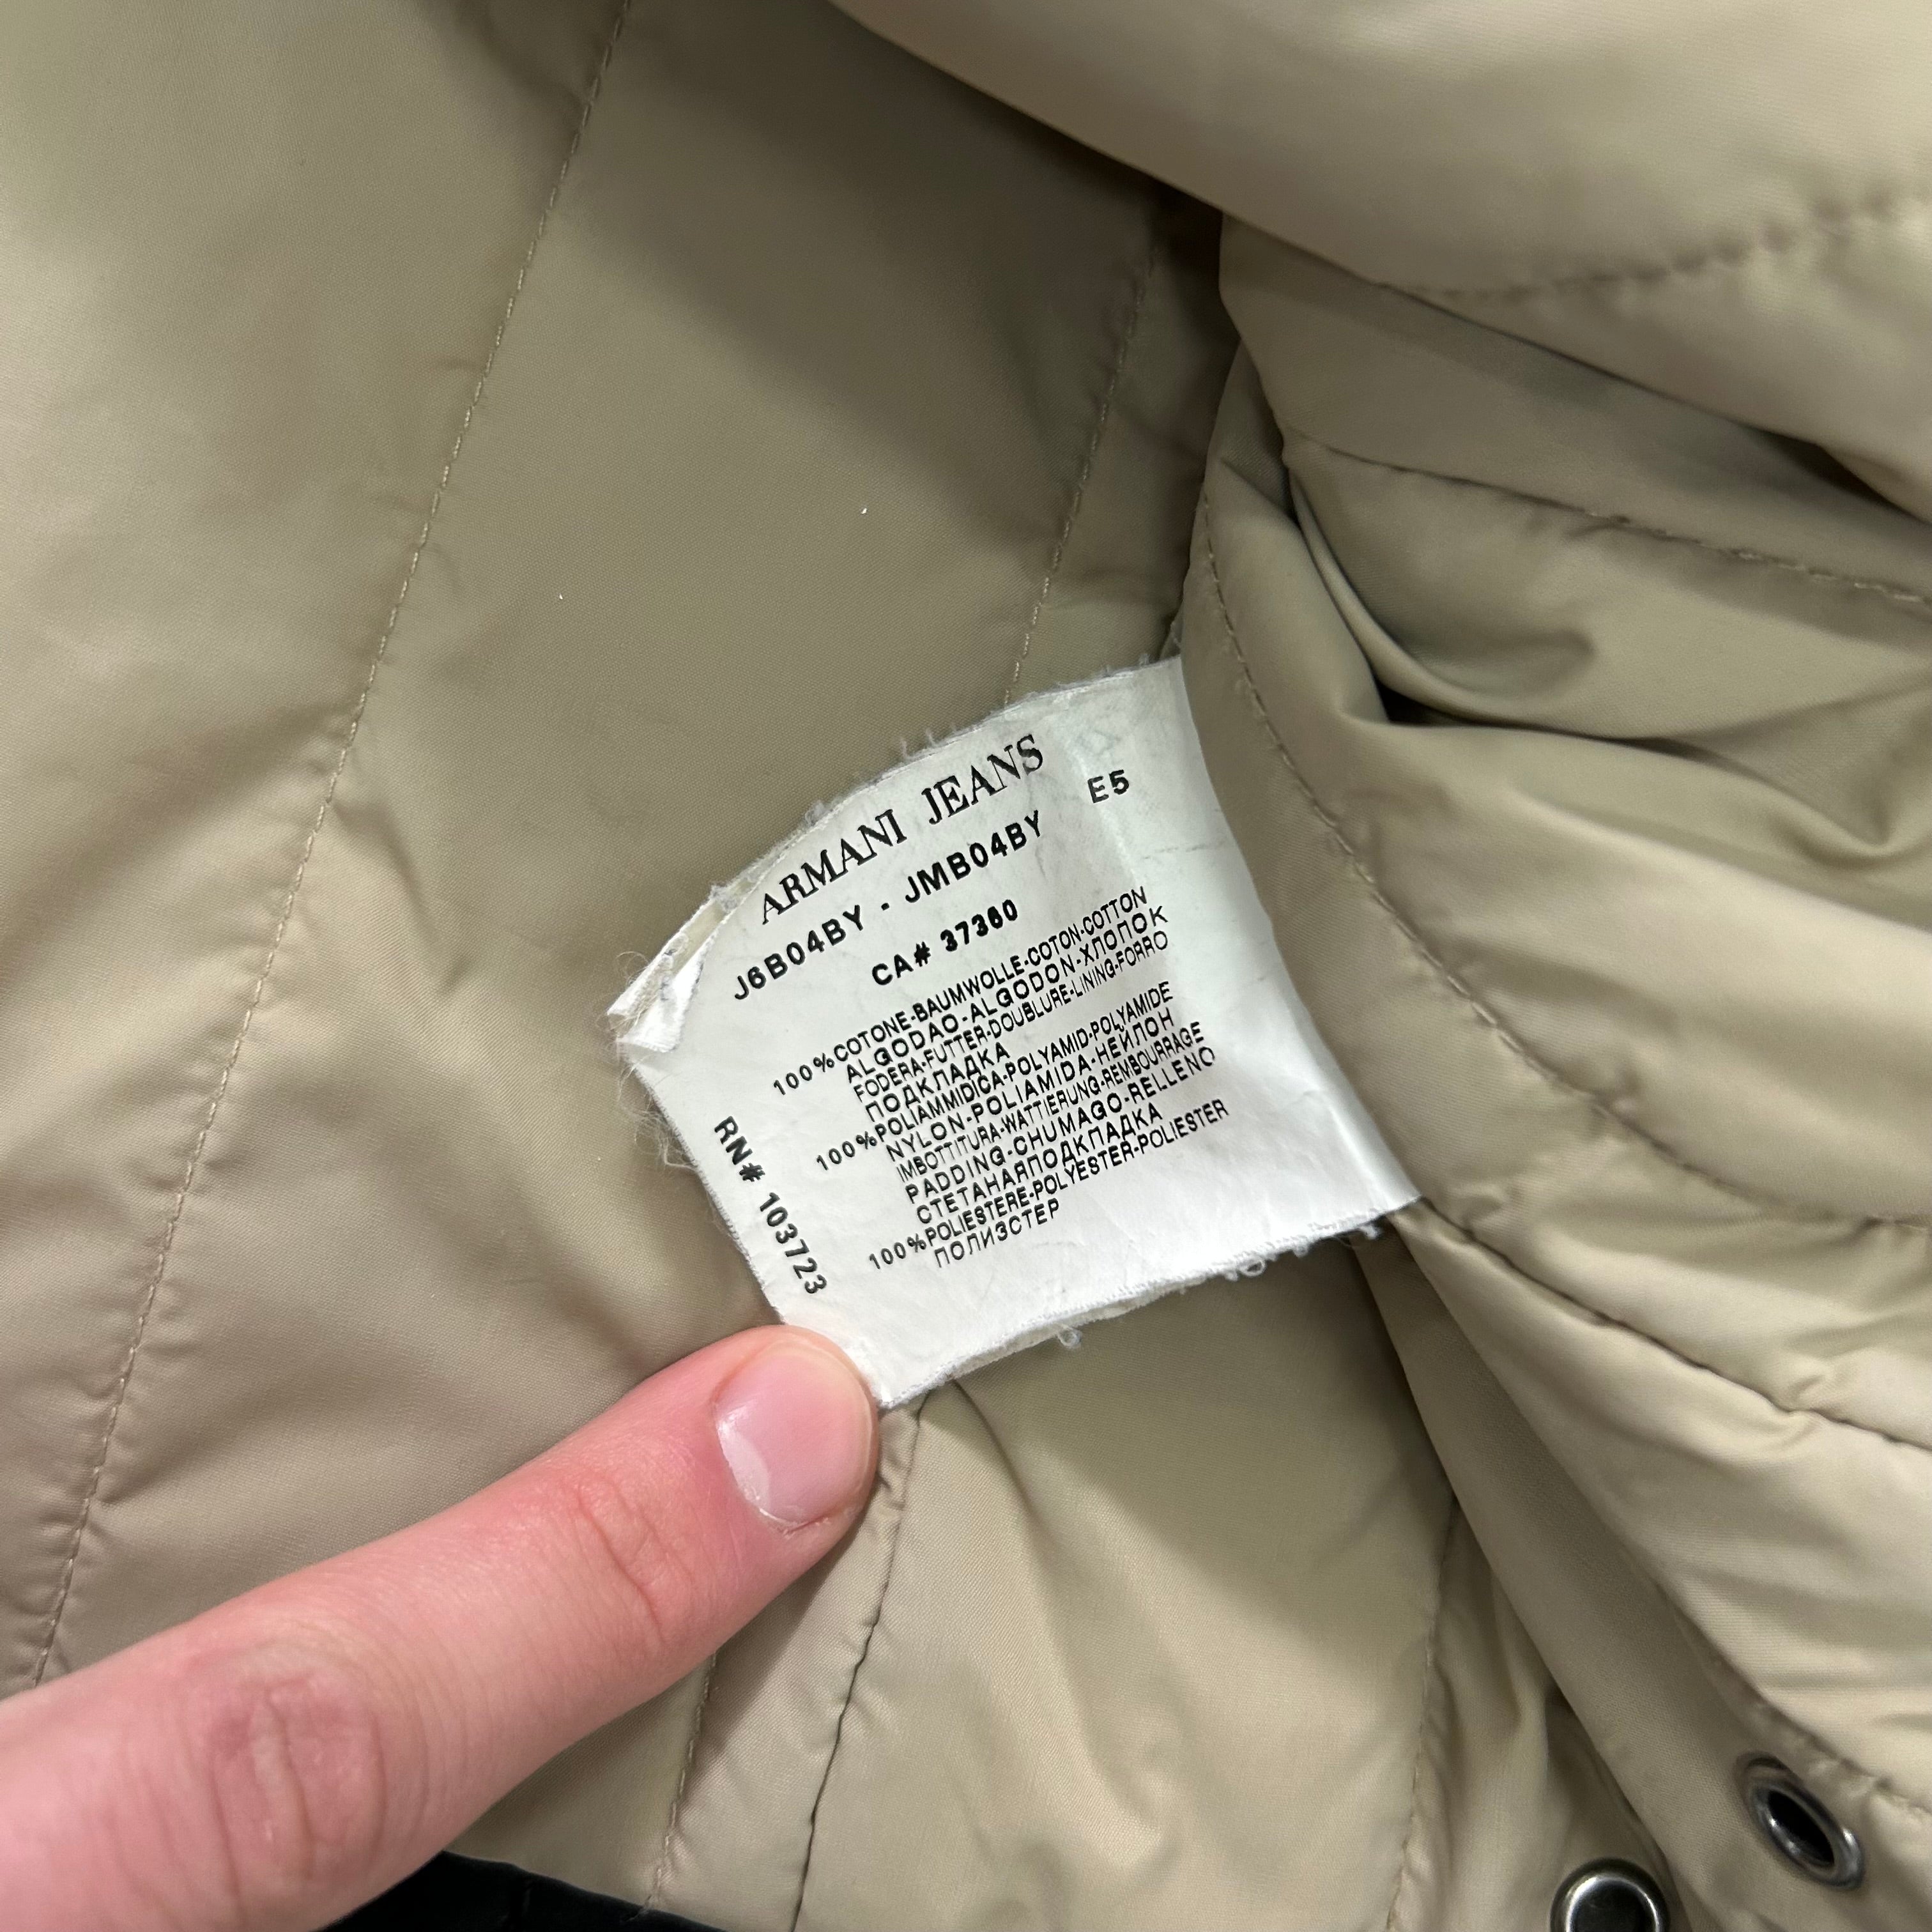 ARMANI JEANS
E5
J6B04BY - JMB04BY
CA# 37360
100%COTONE-BAUMWOLLE-COTON-COTTON
ALGODAO-ALGODON-ХЛОПОК
FODERA-FUTTER-DOUBLURE-LINING-FORRO
ПОДКЛАДКА
100%POLIAMMIDICA-POLYAMID-POLYAMIDE
NYLON-POLIAMIDA-НЕЙЛОН
IMBOTTITURA-WATTIERUNG-REMBOURRAGE
PADDING-CHUMAGO-RELLENO
СТЕТАНАЯПОДКПАДКА
100%POLIESTERE-POLYESTER-POLIESTER
ПОЛИЗСТЕР
RN# 103723